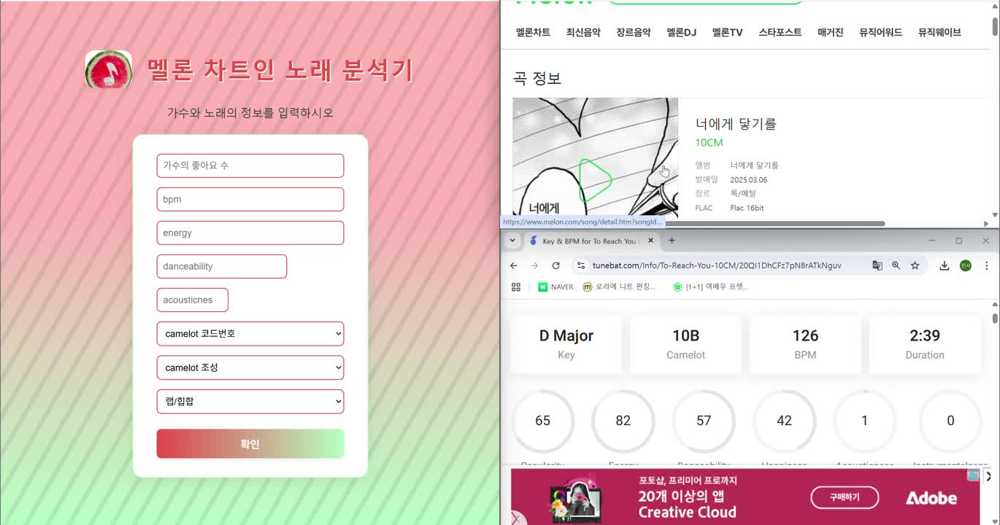 멜론 차트인 노래 분석기
가수와 노래의 정보를 입력하시오
가수의 좋아요 수
bpm
energy
danceability
acousticnes
camelot 코드번호
camelot 조성
랩/힙합
확인
멜론차트 최신음악 장르음악 멜론DJ 멜론TV 스타포스트 매거진 뮤직어워드 뮤직웨이브
곡 정보
너에게
너에게 닿기를
10CM
앨범 너에게 닿기를
발매일 2025.03.06
장르 록/메탈
FLAC Flac 16bit
https://www.melon.com/song/detail.htm?songId...
Key & BPM for To Reach You
tunebat.com/Info/To-Reach-You-10CM/20QI1DhCFz7pN8rATkNguv
진서
NAVER 로라에 니트 펀칭... [1+1] 여배우 프렛...
D Major 10B 126 2:39
Key Camelot BPM Duration
65 82 57 42 1 0
Popularity Energy Danceability Happiness Acousticness Instrumentalness
포토샵, 프리미어 프로까지
20개 이상의 앱
Creative Cloud
구매하기
Adobe